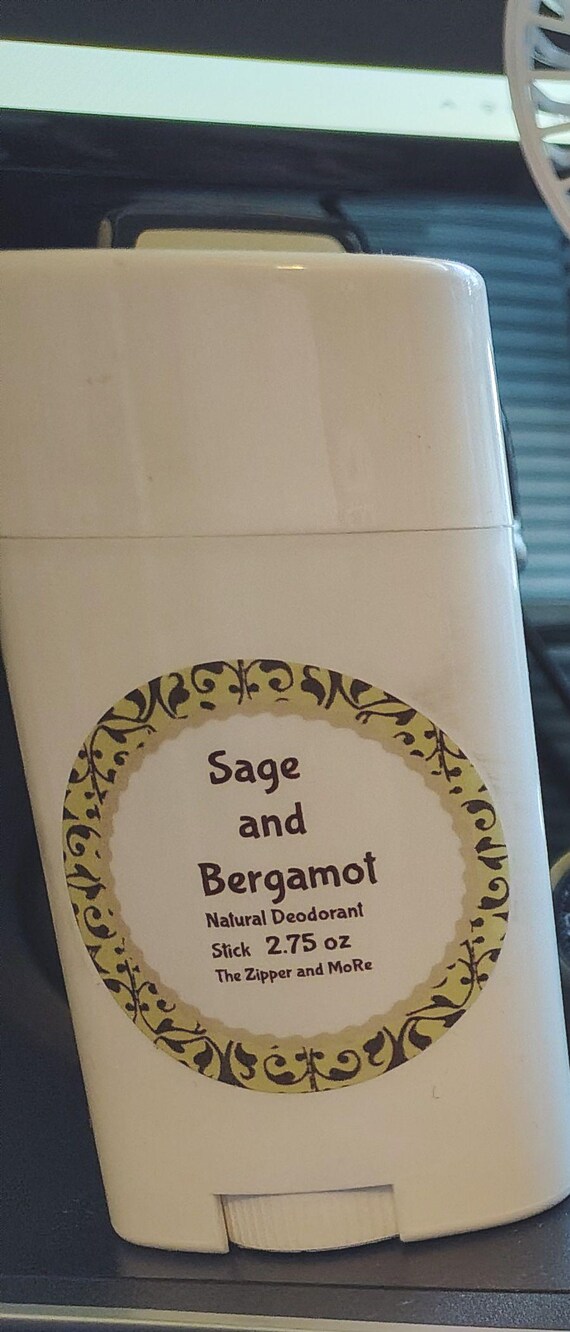 Sage
and
Bergamot
Natural Deodorant
Stick 2.75 oz
The Zipper and MoRe